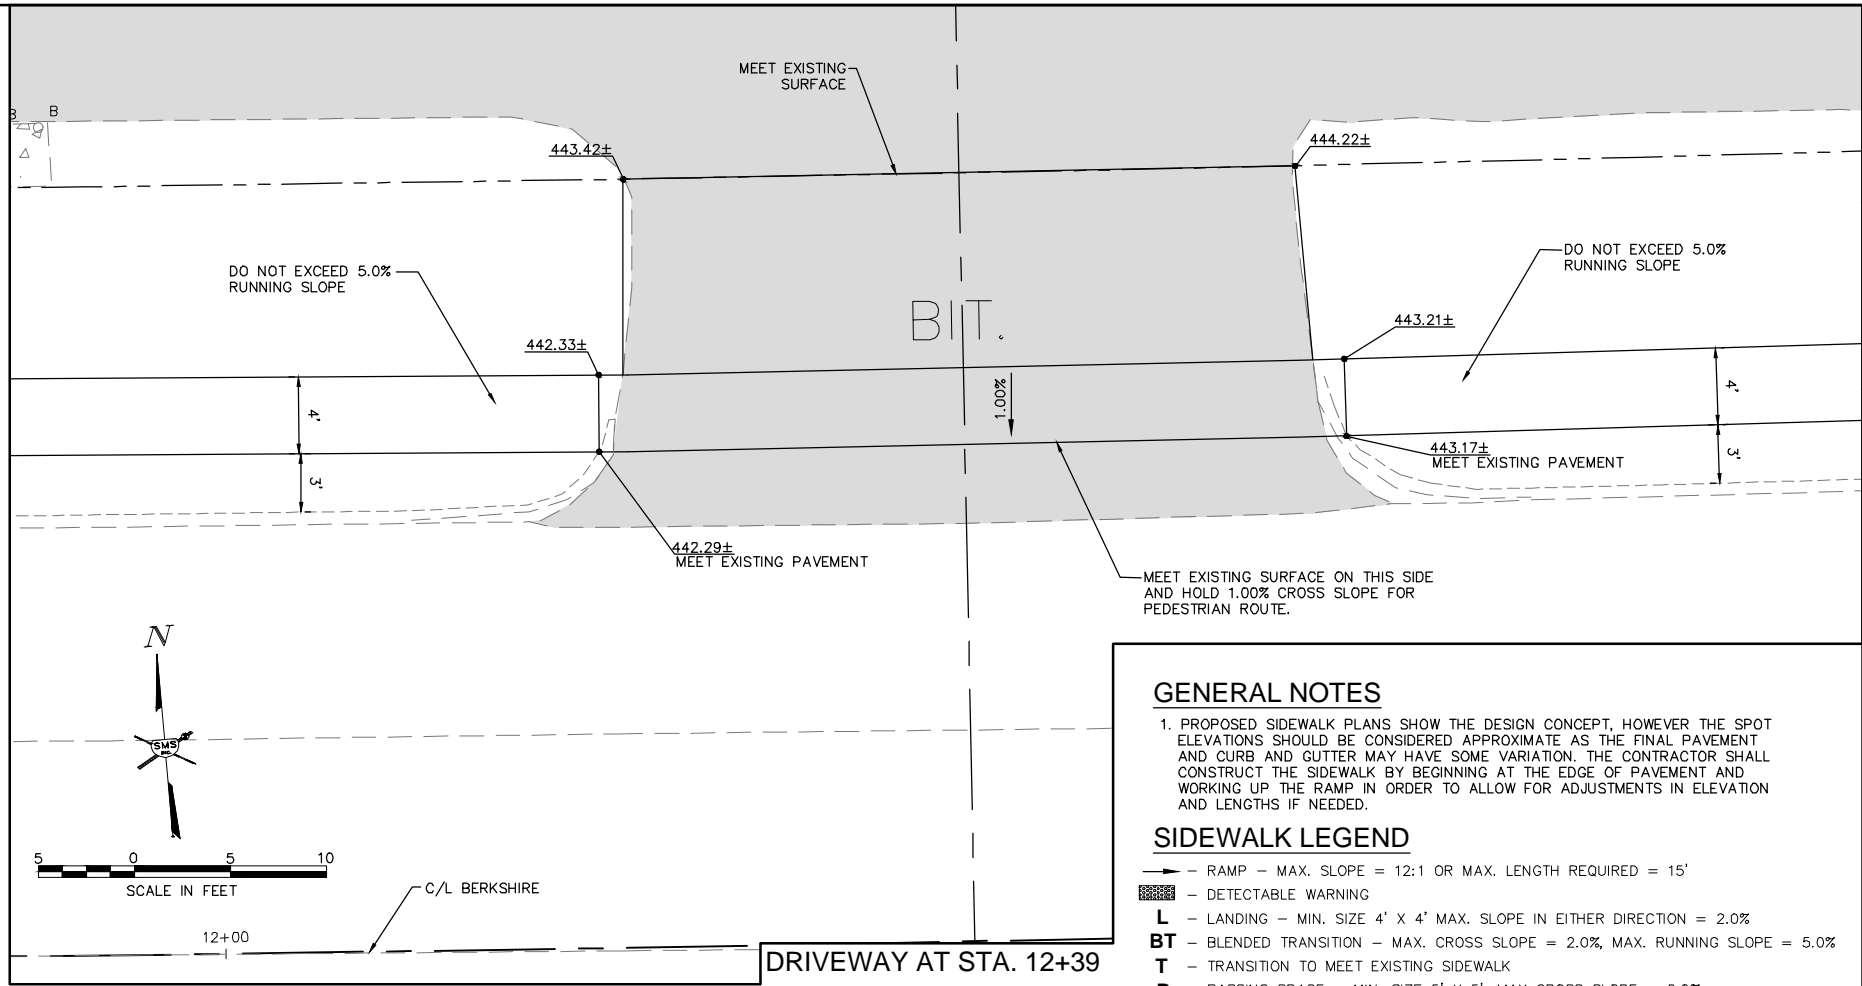 MEET EXISTING
SURFACE
B
B
443.42±
444.22±
DO NOT EXCEED 5.0%
RUNNING SLOPE
DO NOT EXCEED 5.0%
RUNNING SLOPE
BIT.
442.33±
443.21±
1.00%
4'
4'
3'
3'
443.17±
MEET EXISTING PAVEMENT
442.29±
MEET EXISTING PAVEMENT
MEET EXISTING SURFACE ON THIS SIDE
AND HOLD 1.00% CROSS SLOPE FOR
PEDESTRIAN ROUTE.
N
SMS
INC.
5 0 5 10
SCALE IN FEET
C/L BERKSHIRE
12+00
DRIVEWAY AT STA. 12+39
GENERAL NOTES
1. PROPOSED SIDEWALK PLANS SHOW THE DESIGN CONCEPT, HOWEVER THE SPOT
ELEVATIONS SHOULD BE CONSIDERED APPROXIMATE AS THE FINAL PAVEMENT
AND CURB AND GUTTER MAY HAVE SOME VARIATION. THE CONTRACTOR SHALL
CONSTRUCT THE SIDEWALK BY BEGINNING AT THE EDGE OF PAVEMENT AND
WORKING UP THE RAMP IN ORDER TO ALLOW FOR ADJUSTMENTS IN ELEVATION
AND LENGTHS IF NEEDED.
SIDEWALK LEGEND
– RAMP – MAX. SLOPE = 12:1 OR MAX. LENGTH REQUIRED = 15'
– DETECTABLE WARNING
L – LANDING – MIN. SIZE 4' X 4' MAX. SLOPE IN EITHER DIRECTION = 2.0%
BT – BLENDED TRANSITION – MAX. CROSS SLOPE = 2.0%, MAX. RUNNING SLOPE = 5.0%
T – TRANSITION TO MEET EXISTING SIDEWALK